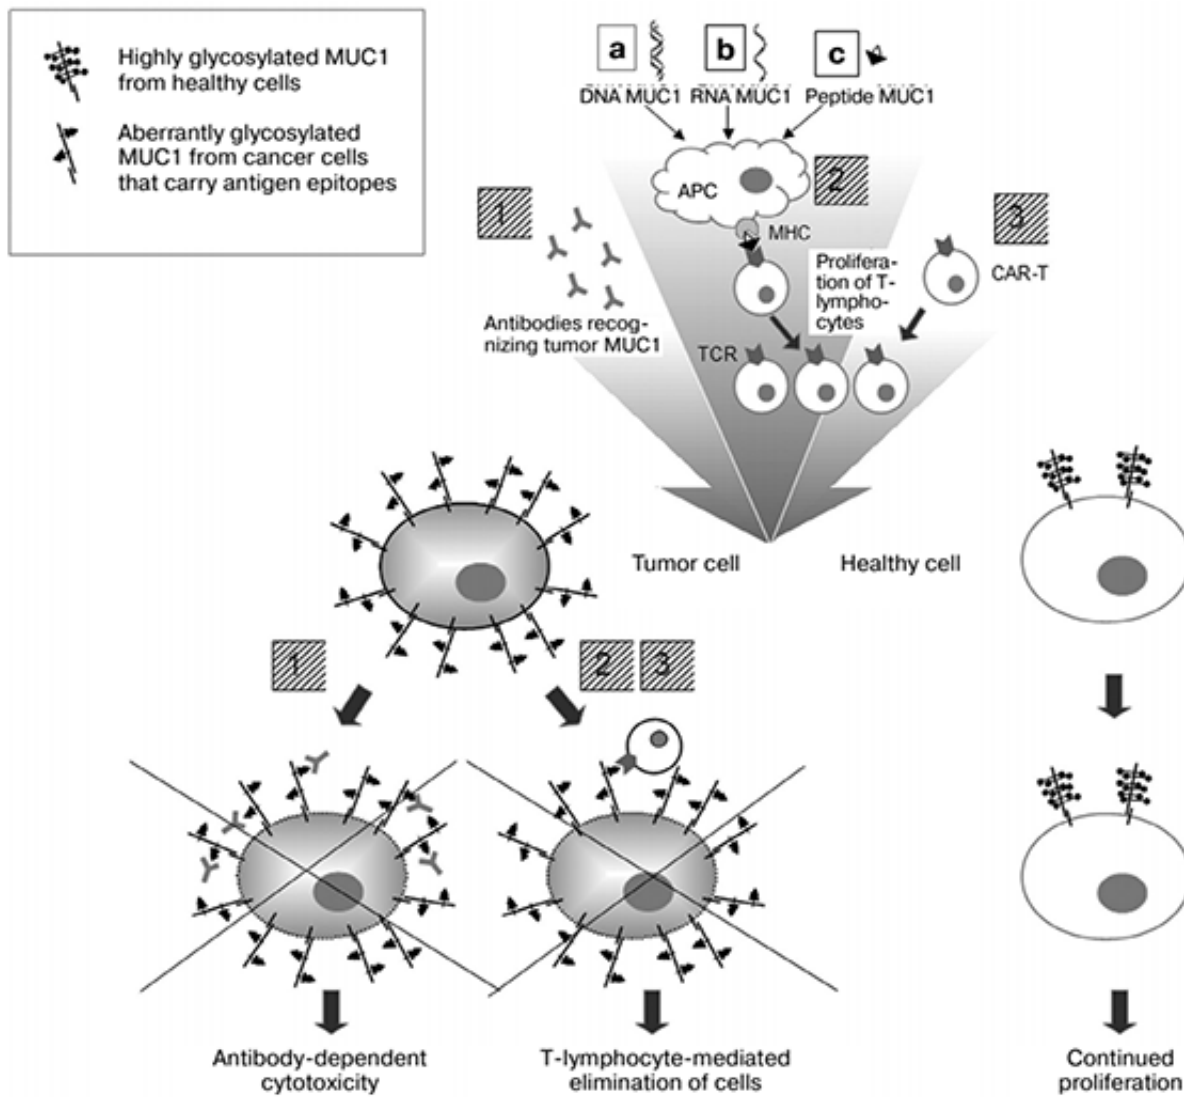 Highly glycosylated MUC1
from healthy cells
Aberrantly glycosylated
MUC1 from cancer cells
that carry antigen epitopes
a
b
c
DNA MUC1
RNA MUC1
Peptide MUC1
1
APC
2
MHC
3
CAR-T
Prolifera-
tion of T-
lympho-
cytes
Antibodies recog-
nizing tumor MUC1
TCR
Tumor cell
Healthy cell
1
2
3
Antibody-dependent
cytotoxicity
T-lymphocyte-mediated
elimination of cells
Continued
proliferation